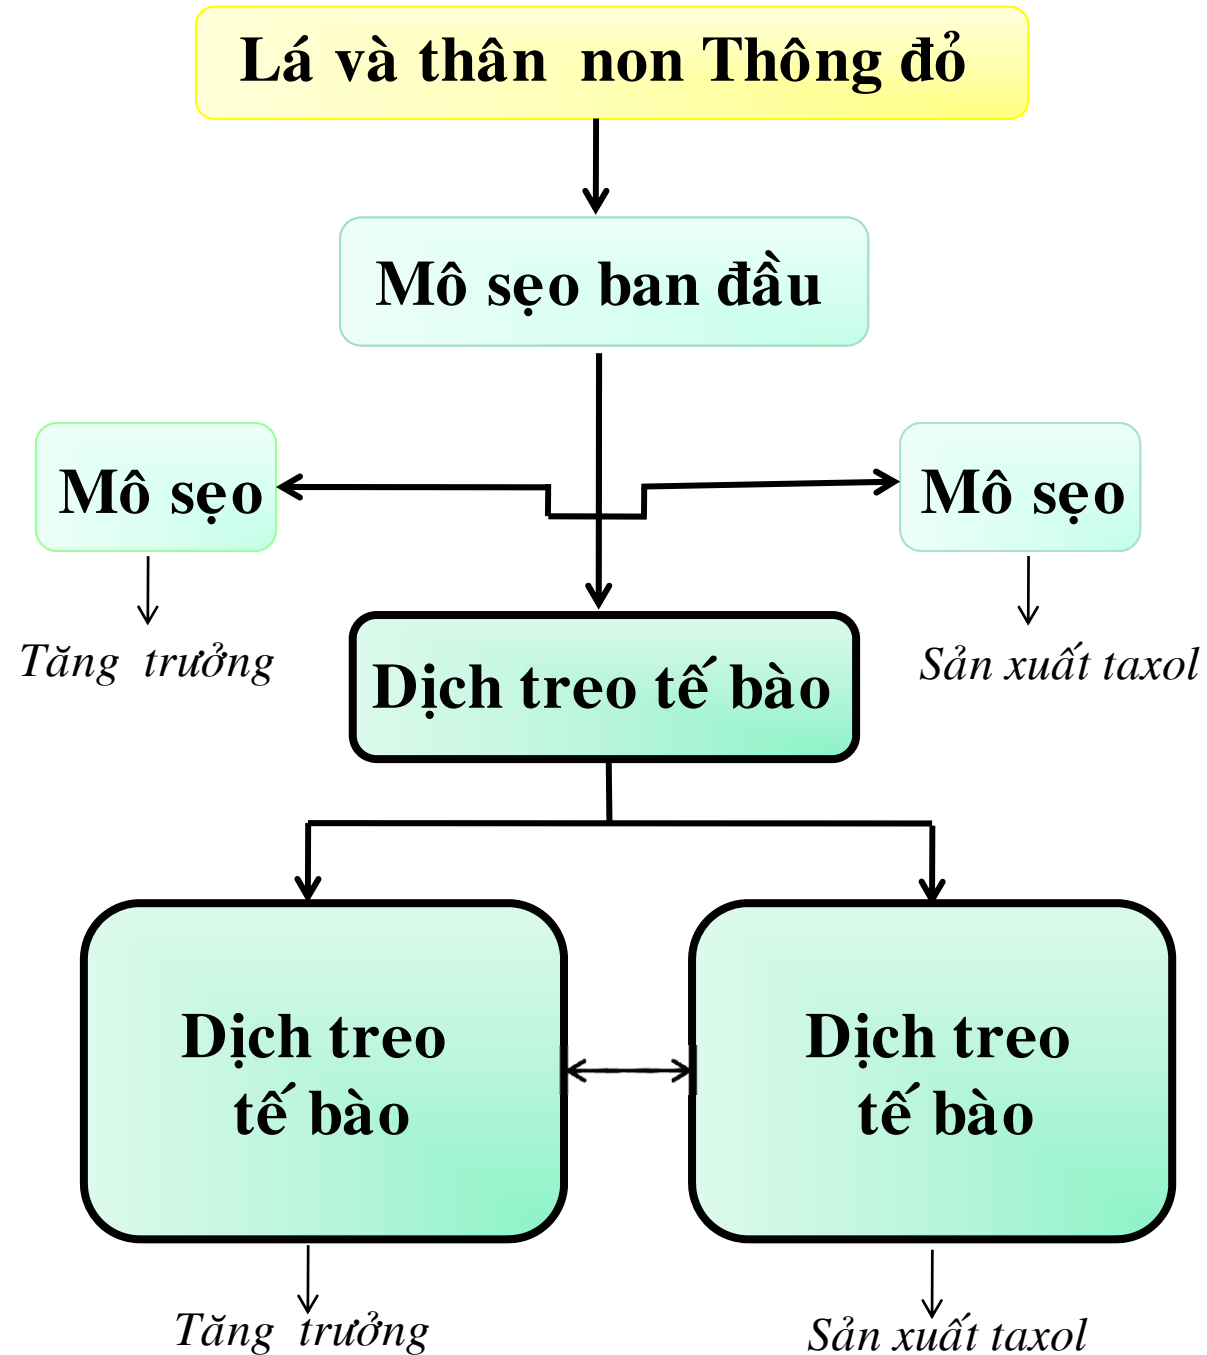 Lá và thân non Thông đỏ
Mô sẹo ban đầu
Mô sẹo
Mô sẹo
Tăng trưởng
Sản xuất taxol
Dịch treo tế bào
Dịch treo
tế bào
Dịch treo
tế bào
Tăng trưởng
Sản xuất taxol